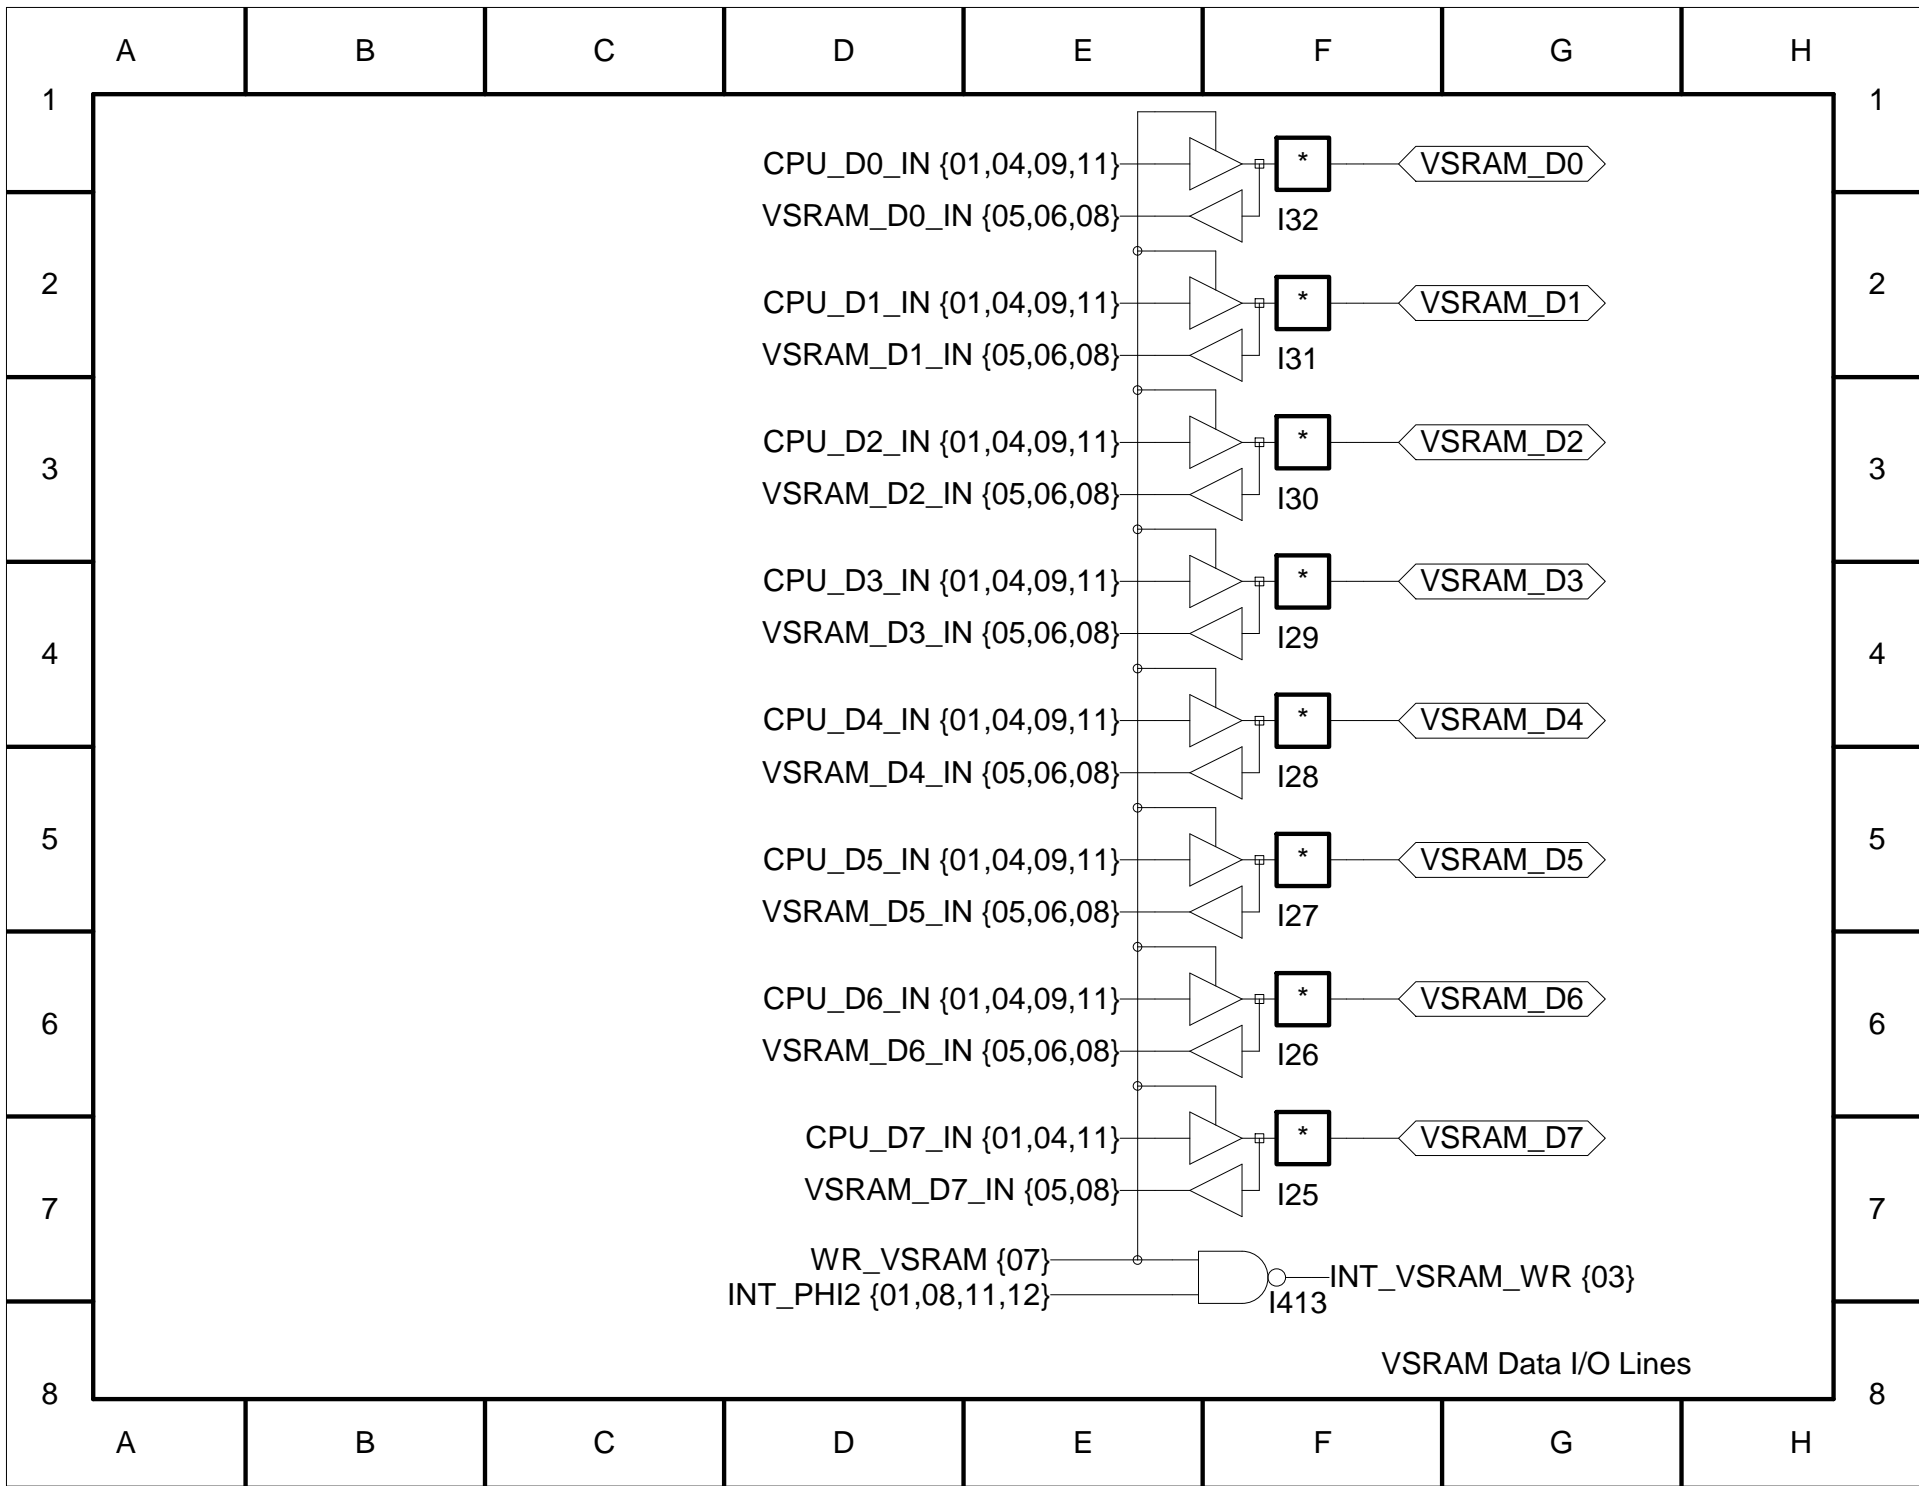 A B C D E F G H
1 1
CPU_D0_IN {01,04,09,11} * VSRAM_D0
VSRAM_D0_IN {05,06,08} I32
2 2
CPU_D1_IN {01,04,09,11} * VSRAM_D1
VSRAM_D1_IN {05,06,08} I31
CPU_D2_IN {01,04,09,11} * VSRAM_D2
3 3
VSRAM_D2_IN {05,06,08} I30
CPU_D3_IN {01,04,09,11} * VSRAM_D3
VSRAM_D3_IN {05,06,08} I29
4 4
CPU_D4_IN {01,04,09,11} * VSRAM_D4
VSRAM_D4_IN {05,06,08} I28
5 5
CPU_D5_IN {01,04,09,11} * VSRAM_D5
VSRAM_D5_IN {05,06,08} I27
CPU_D6_IN {01,04,09,11} * VSRAM_D6
6 6
VSRAM_D6_IN {05,06,08} I26
CPU_D7_IN {01,04,11} * VSRAM_D7
VSRAM_D7_IN {05,08} I25
7 7
WR_VSRAM {07}
INT_VSRAM_WR {03}
INT_PHI2 {01,08,11,12} I413
VSRAM Data I/O Lines
8 8
A B C D E F G H